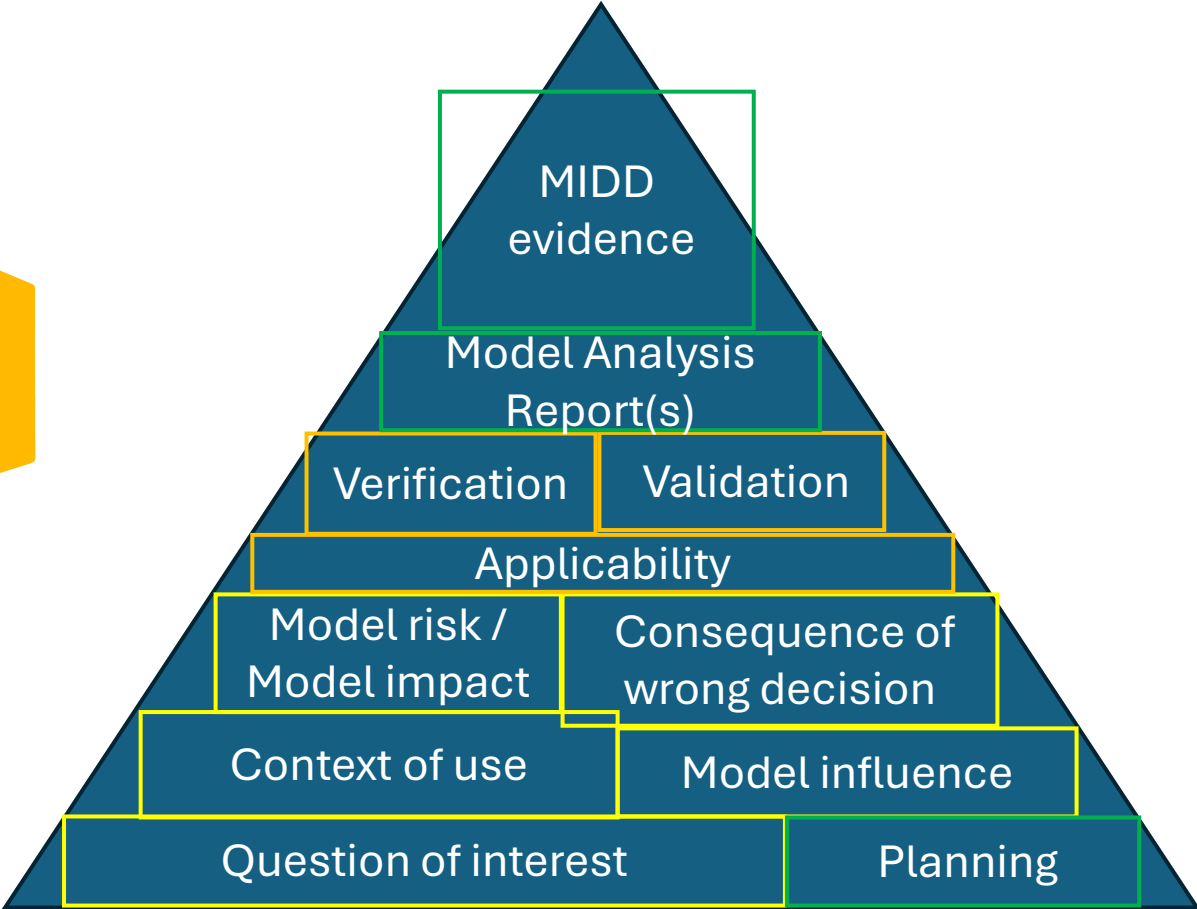 MIDD
evidence
Model Analysis
Report(s)
Verification
Validation
Applicability
Model risk /
Model impact
Consequence of
wrong decision
Context of use
Model influence
Question of interest
Planning